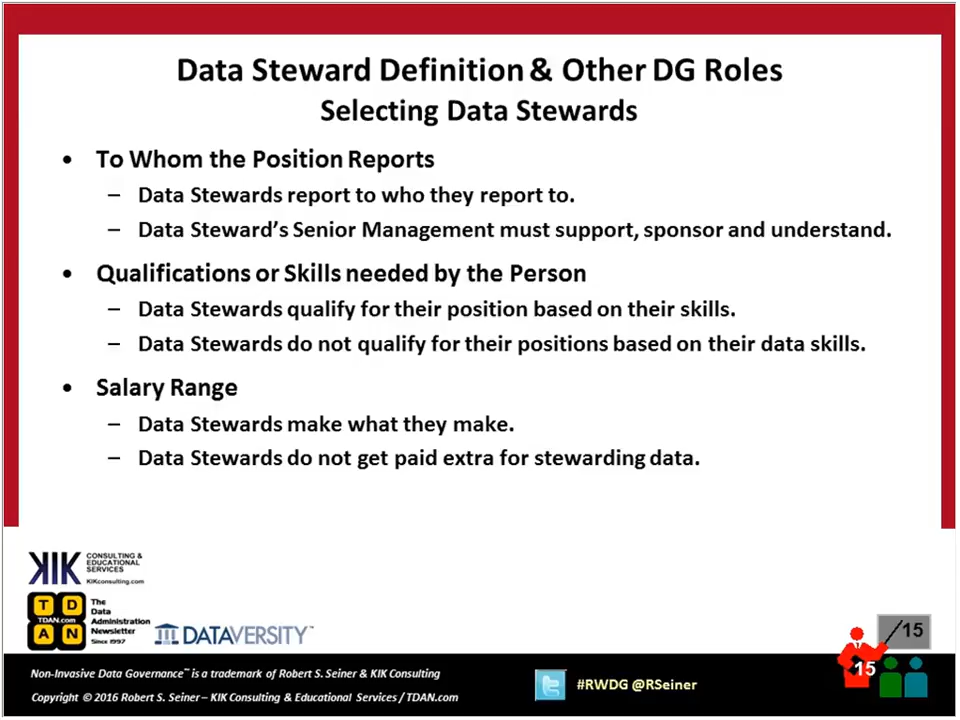 Data Steward Definition & Other DG Roles
Selecting Data Stewards
• To Whom the Position Reports
– Data Stewards report to who they report to.
– Data Steward's Senior Management must support, sponsor and understand.
• Qualifications or Skills needed by the Person
– Data Stewards qualify for their position based on their skills.
– Data Stewards do not qualify for their positions based on their data skills.
• Salary Range
– Data Stewards make what they make.
– Data Stewards do not get paid extra for stewarding data.
KIK
CONSULTING &
EDUCATIONAL
SERVICES
KIKconsulting.com
T D
TDAN.com
A N
The
Data
Administration
Newsletter
Since 1997
DATAVERSITY™
15
15
Non-Invasive Data Governance™ is a trademark of Robert S. Seiner & KIK Consulting
Copyright © 2016 Robert S. Seiner – KIK Consulting & Educational Services / TDAN.com
#RWDG @RSeiner